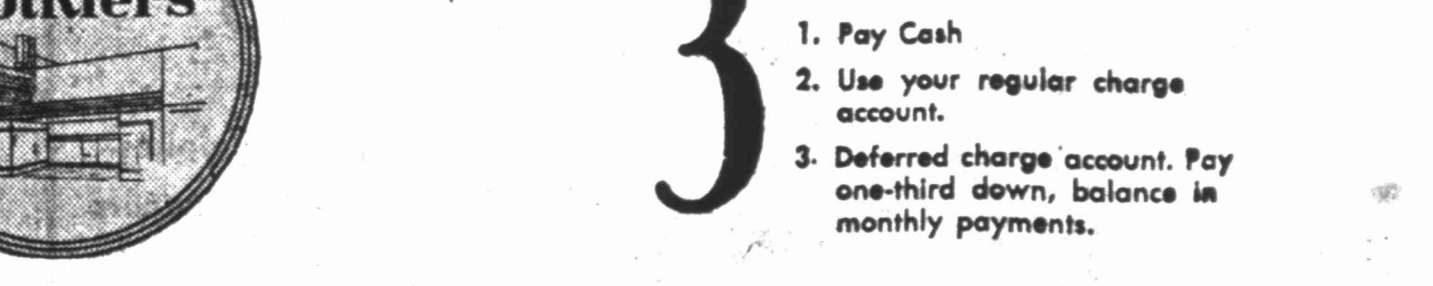 3
1. Pay Cash
2. Use your regular charge
account.
3. Deferred charge account. Pay
one-third down, balance in
monthly payments.